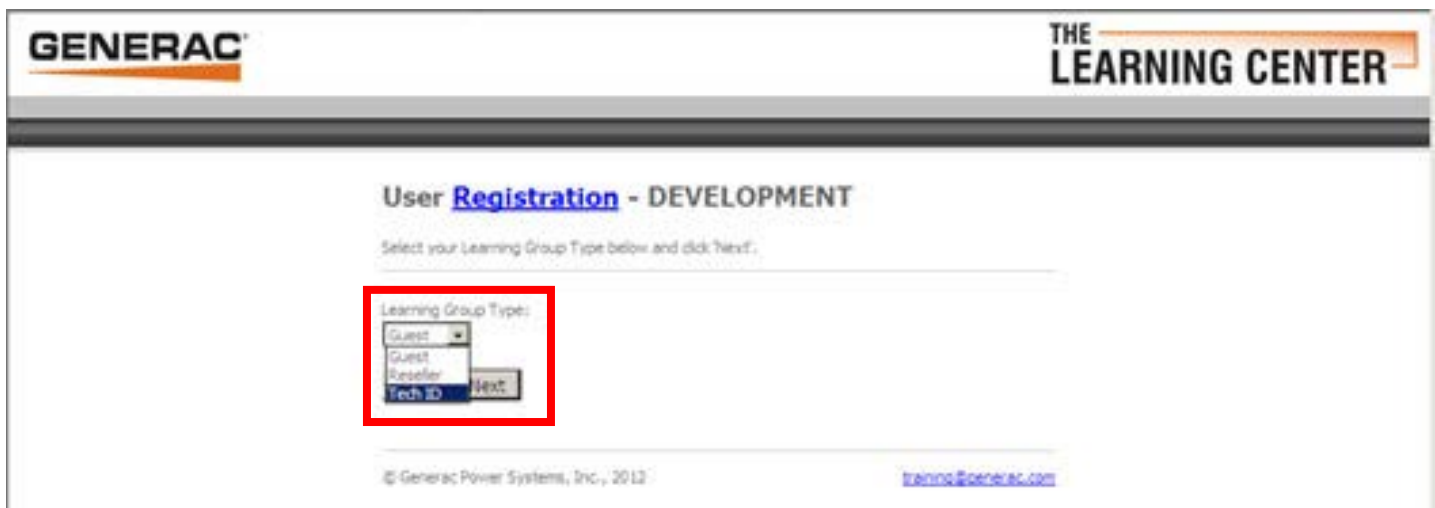 GENERAC
THE
LEARNING CENTER
User Registration - DEVELOPMENT
Select your Learning Group Type below and click 'Next'.
Learning Group Type:
Guest
Guest
Reseller
Tech ID
Next
© Generac Power Systems, Inc., 2012
training@generac.com